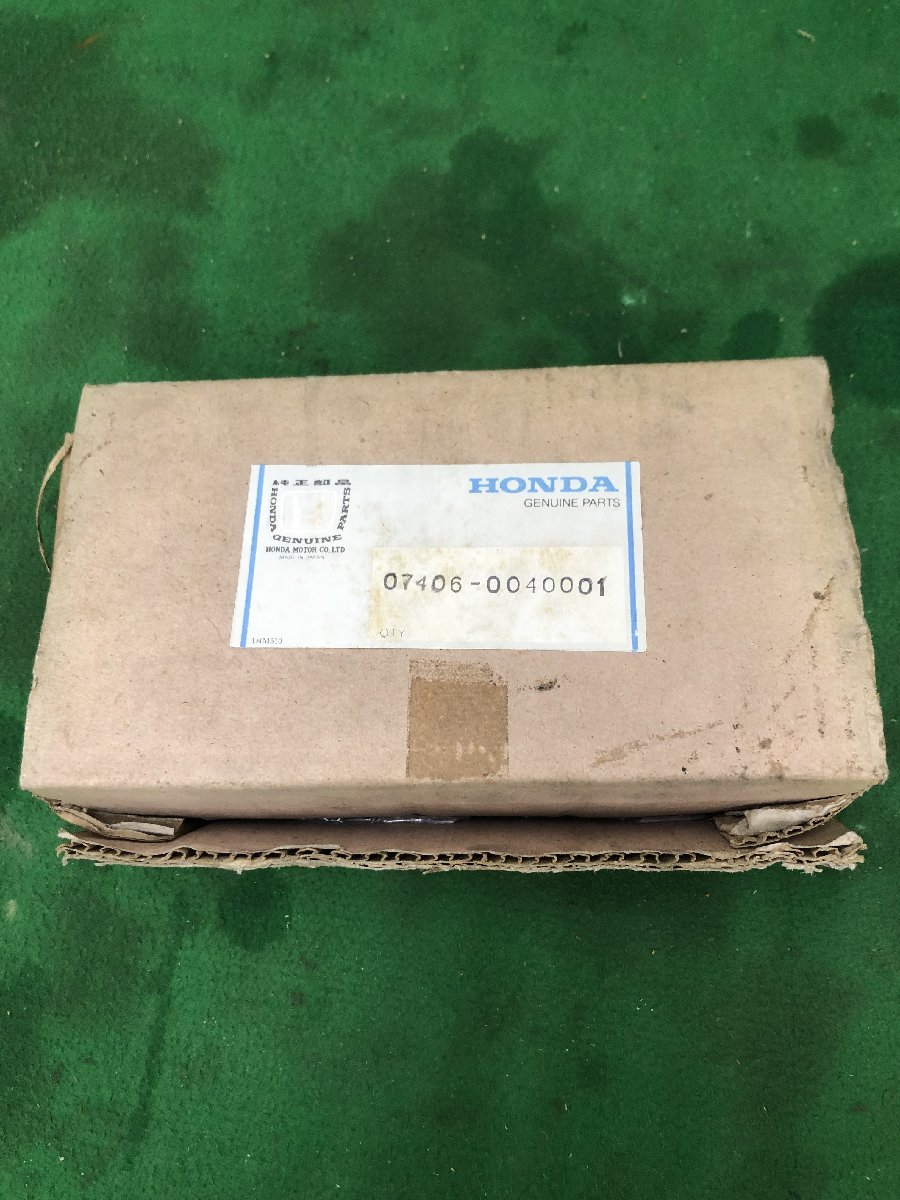 純正部品
HONDA
PARTS
GENUINE
HONDA MOTOR CO., LTD
MADE IN JAPAN
HONDA
GENUINE PARTS
07406-0040001
QTY